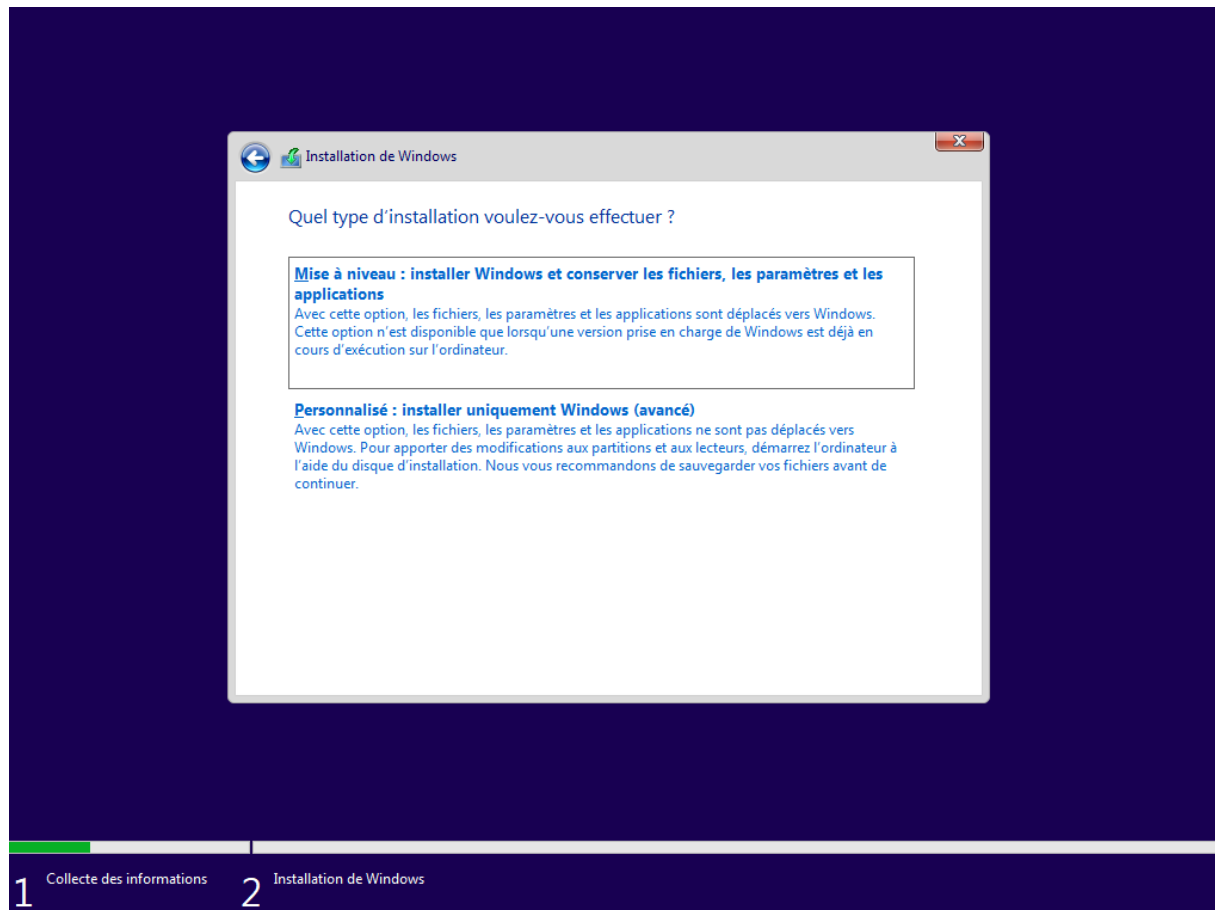 Installation de Windows
Quel type d'installation voulez-vous effectuer ?
Mise à niveau : installer Windows et conserver les fichiers, les paramètres et les
applications
Avec cette option, les fichiers, les paramètres et les applications sont déplacés vers Windows.
Cette option n'est disponible que lorsqu'une version prise en charge de Windows est déjà en
cours d'exécution sur l'ordinateur.
Personnalisé : installer uniquement Windows (avancé)
Avec cette option, les fichiers, les paramètres et les applications ne sont pas déplacés vers
Windows. Pour apporter des modifications aux partitions et aux lecteurs, démarrez l'ordinateur à
l'aide du disque d'installation. Nous vous recommandons de sauvegarder vos fichiers avant de
continuer.
1 Collecte des informations
2 Installation de Windows